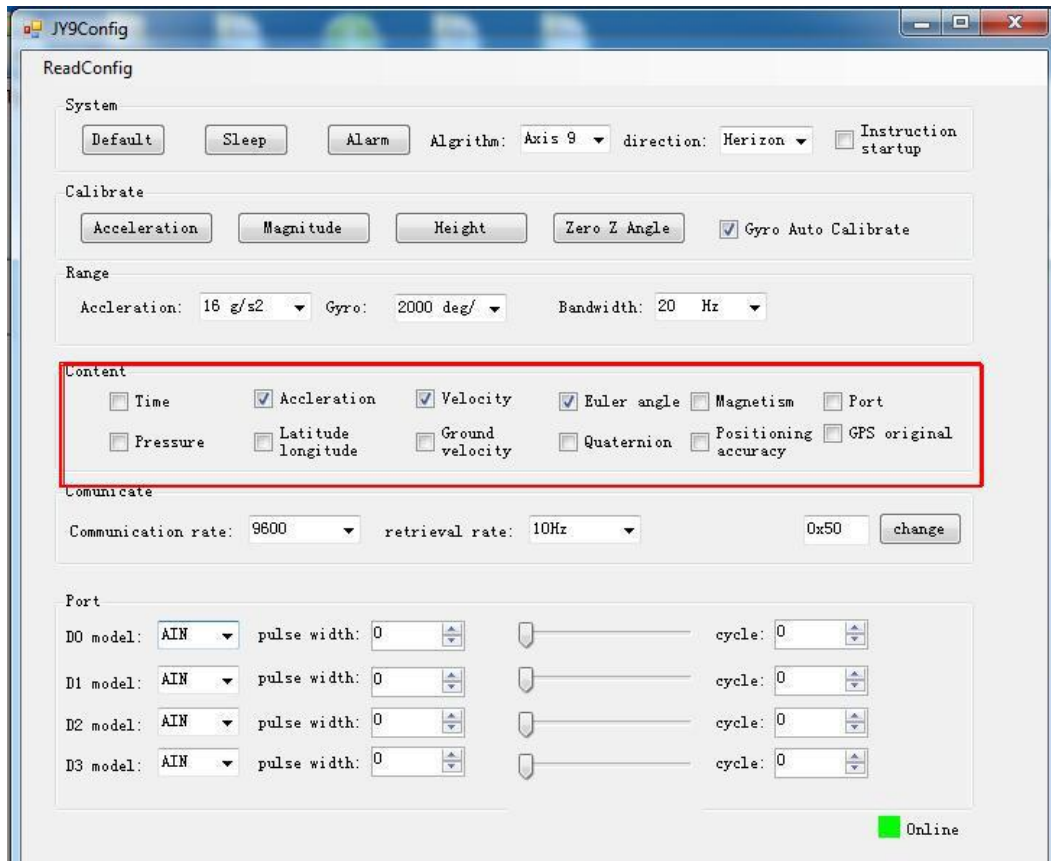 JY9Config
ReadConfig
System
Default Sleep Alarm Algrithm: Axis 9 direction: Herizon Instruction startup
Calibrate
Acceleration Magnitude Height Zero Z Angle Gyro Auto Calibrate
Range
Accleration: 16 g/s2 Gyro: 2000 deg/ Bandwidth: 20 Hz
Content
Time Accleration Velocity Euler angle Magnetism Port
Pressure Latitude longitude Ground velocity Quaternion Positioning accuracy GPS original
Comunicate
Communication rate: 9600 retrieval rate: 10Hz 0x50 change
Port
D0 model: AIN pulse width: 0 cycle: 0
D1 model: AIN pulse width: 0 cycle: 0
D2 model: AIN pulse width: 0 cycle: 0
D3 model: AIN pulse width: 0 cycle: 0
Online